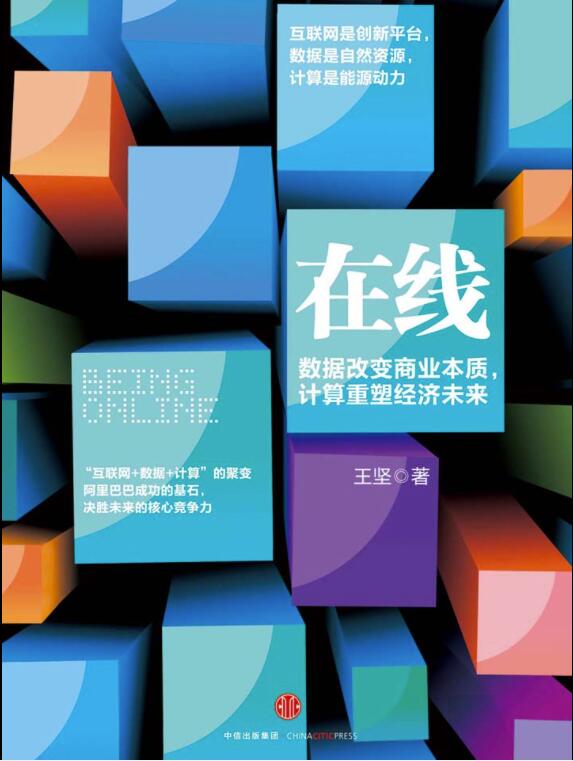 互联网是创新平台，
数据是自然资源，
计算是能源动力
在线
数据改变商业本质，
计算重塑经济未来
BEING
ONLINE
“互联网+数据+计算”的聚变
阿里巴巴成功的基石，
决胜未来的核心竞争力
王坚◎著
中信出版集团 CHINACITICPRESS